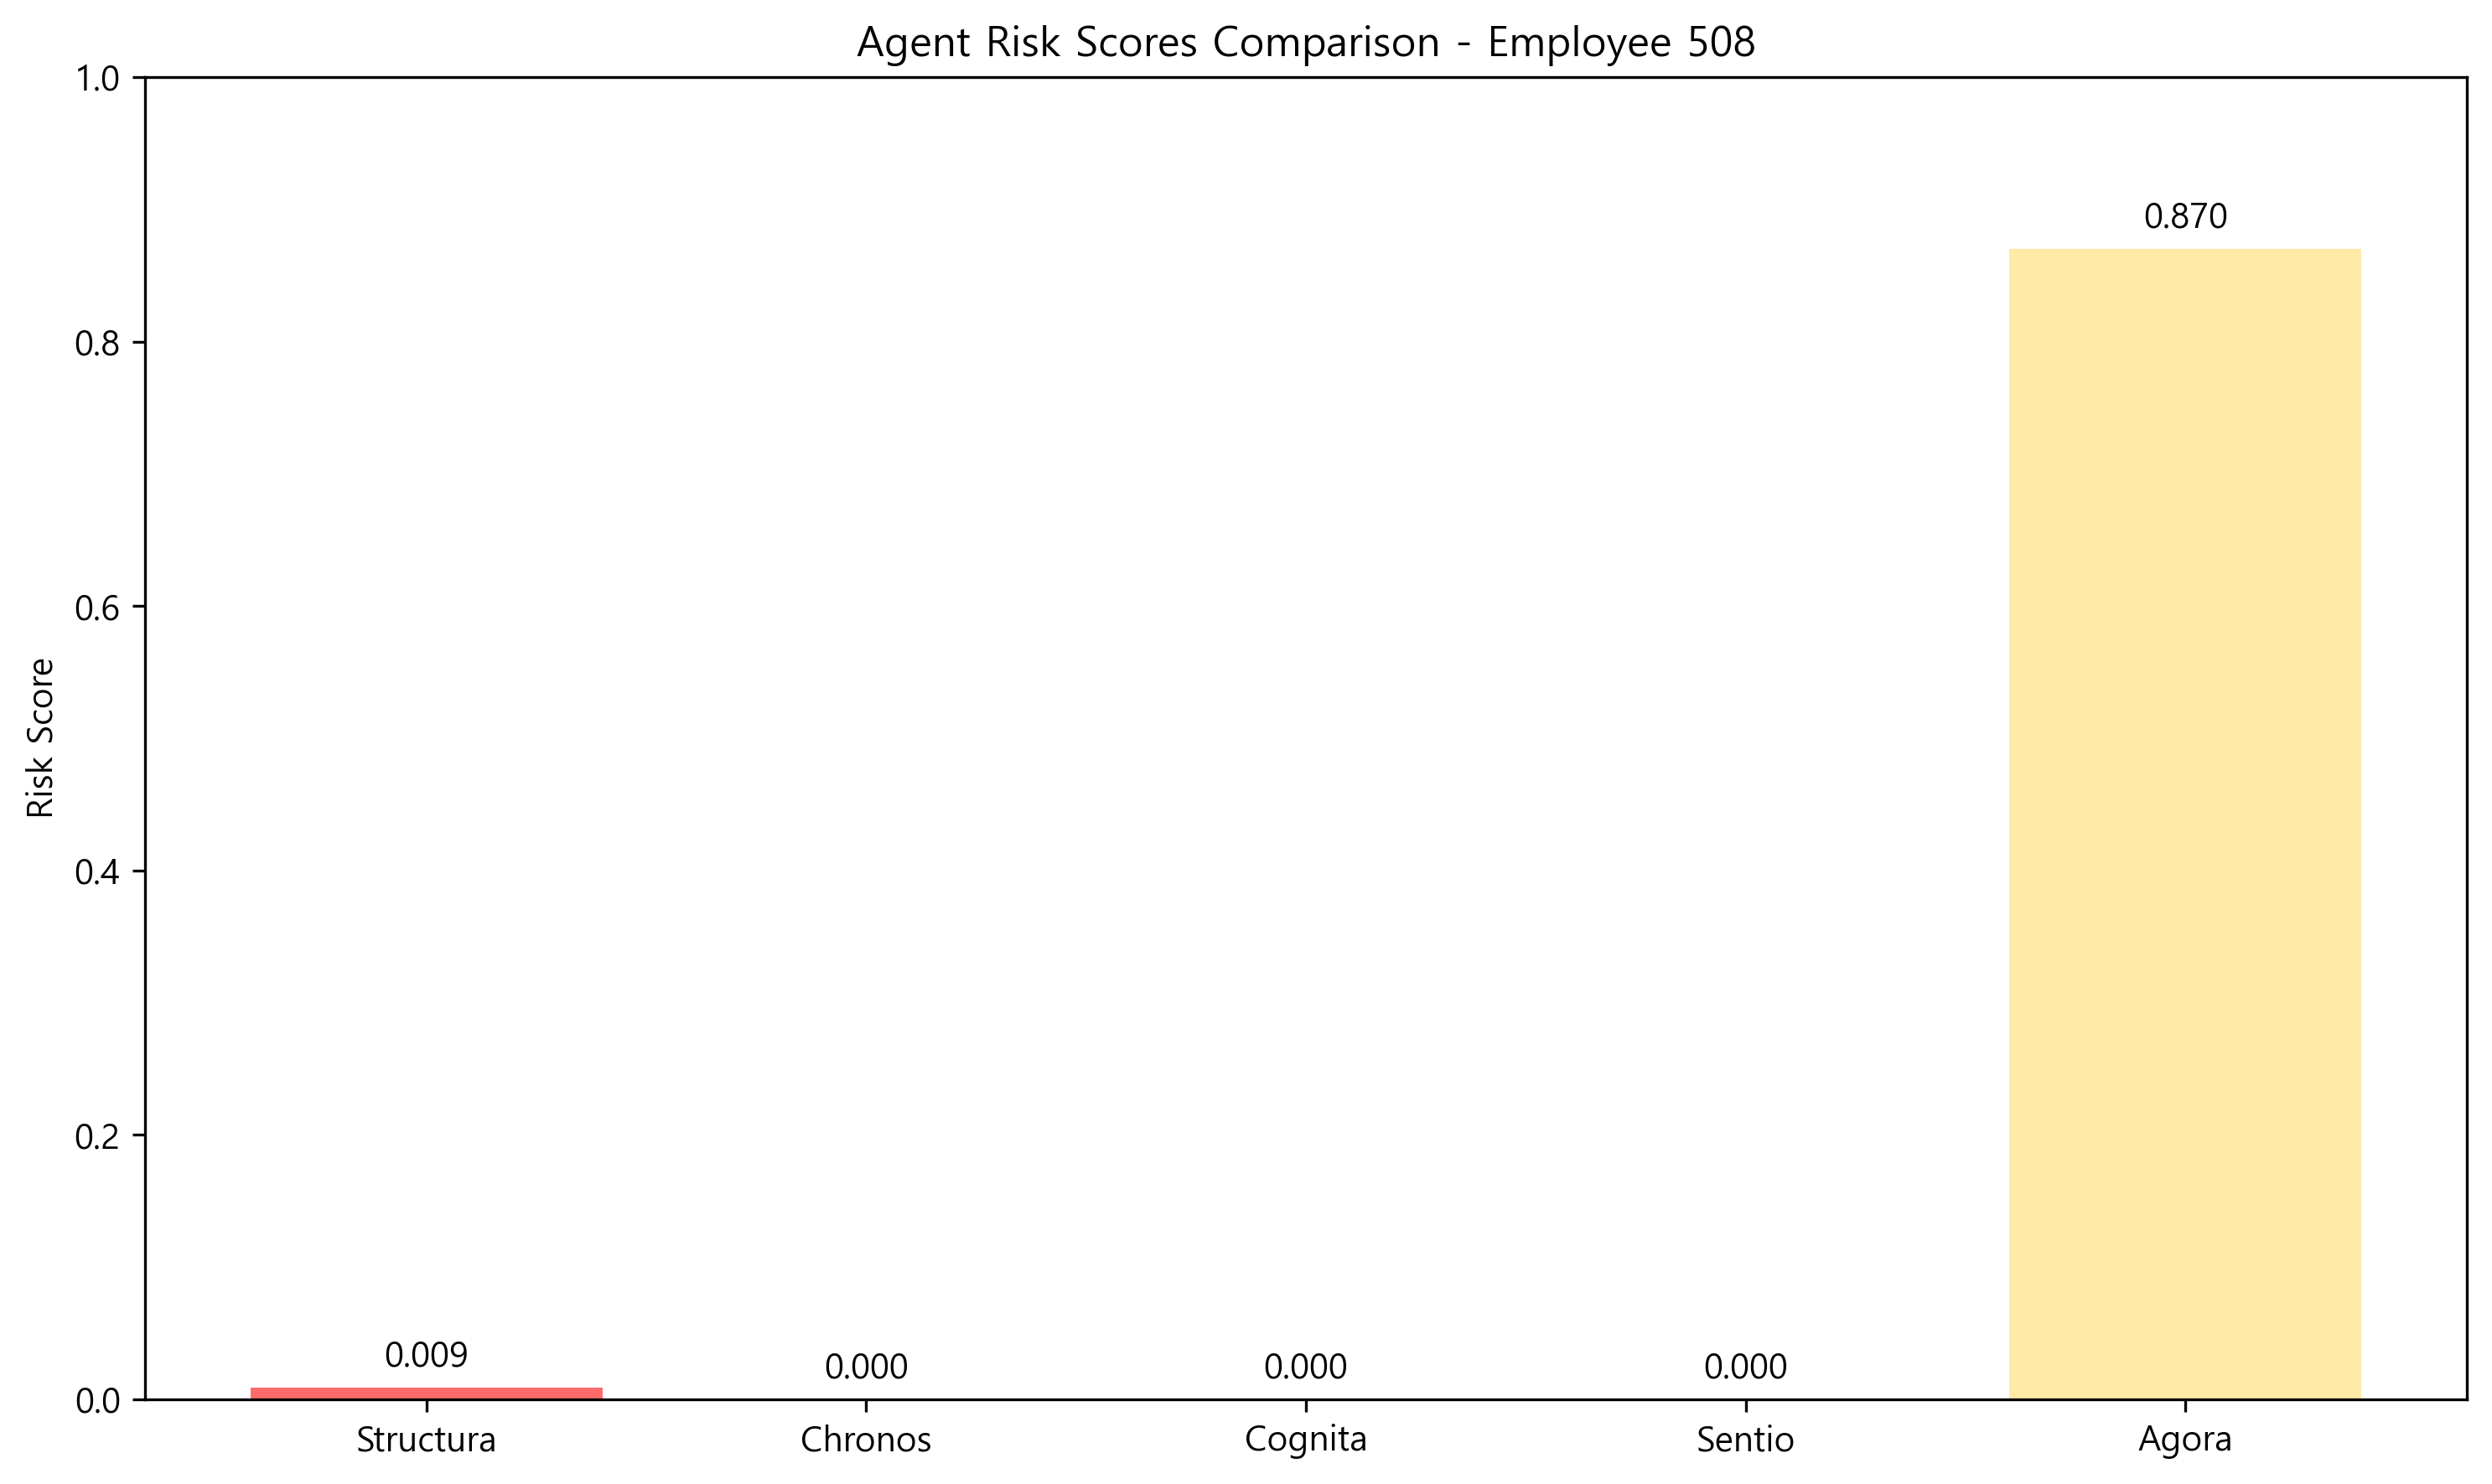 Agent Risk Scores Comparison - Employee 508
1.0
0.8
0.6
0.4
0.2
0.0
Risk Score
0.009
0.000
0.000
0.000
0.870
Structura
Chronos
Cognita
Sentio
Agora